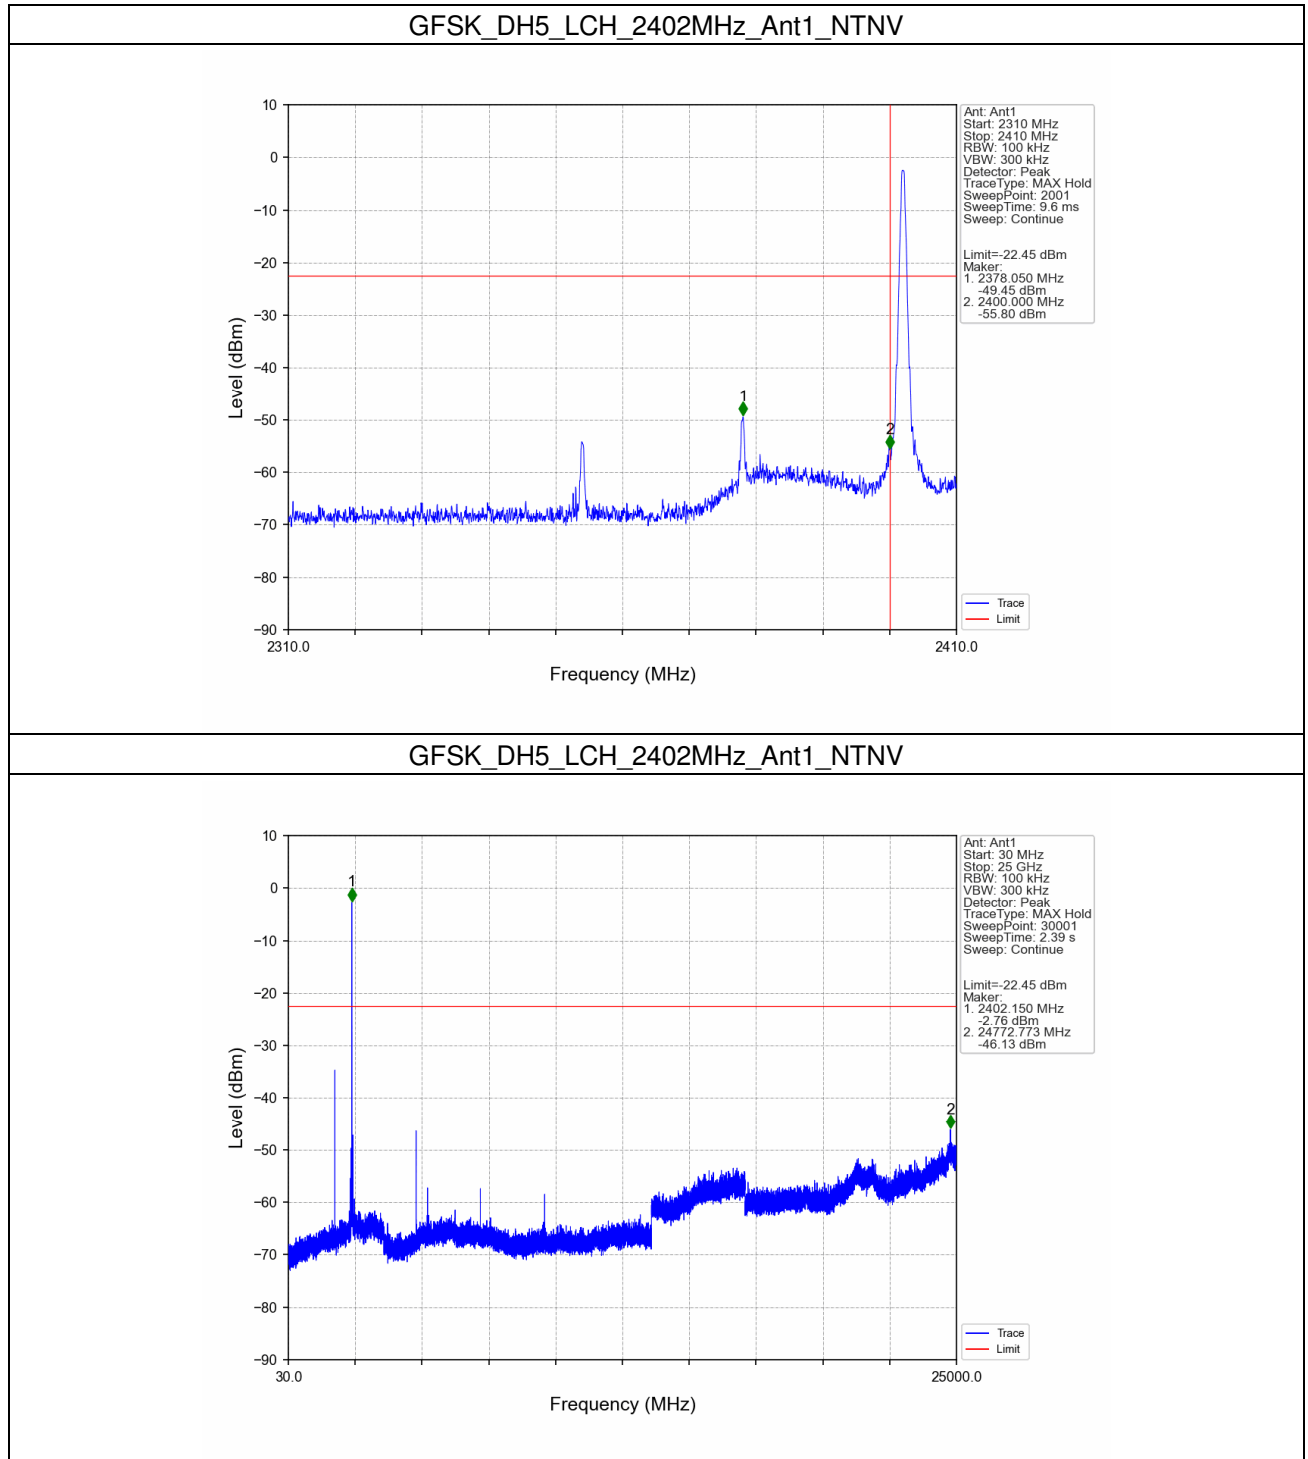 GFSK_DH5_LCH_2402MHz_Ant1_NTNV
10
0
−10
−20
−30
−40
−50
−60
−70
−80
−90
Level (dBm)
2310.0
2410.0
Frequency (MHz)
1
2
Ant: Ant1
Start: 2310 MHz
Stop: 2410 MHz
RBW: 100 kHz
VBW: 300 kHz
Detector: Peak
TraceType: MAX Hold
SweepPoint: 2001
SweepTime: 9.6 ms
Sweep: Continue
Limit=-22.45 dBm
Maker:
1. 2378.050 MHz
-49.45 dBm
2. 2400.000 MHz
-55.80 dBm
Trace
Limit
GFSK_DH5_LCH_2402MHz_Ant1_NTNV
10
0
−10
−20
−30
−40
−50
−60
−70
−80
−90
Level (dBm)
30.0
25000.0
Frequency (MHz)
1
2
Ant: Ant1
Start: 30 MHz
Stop: 25 GHz
RBW: 100 kHz
VBW: 300 kHz
Detector: Peak
TraceType: MAX Hold
SweepPoint: 30001
SweepTime: 2.39 s
Sweep: Continue
Limit=-22.45 dBm
Maker:
1. 2402.150 MHz
-2.76 dBm
2. 24772.773 MHz
-46.13 dBm
Trace
Limit